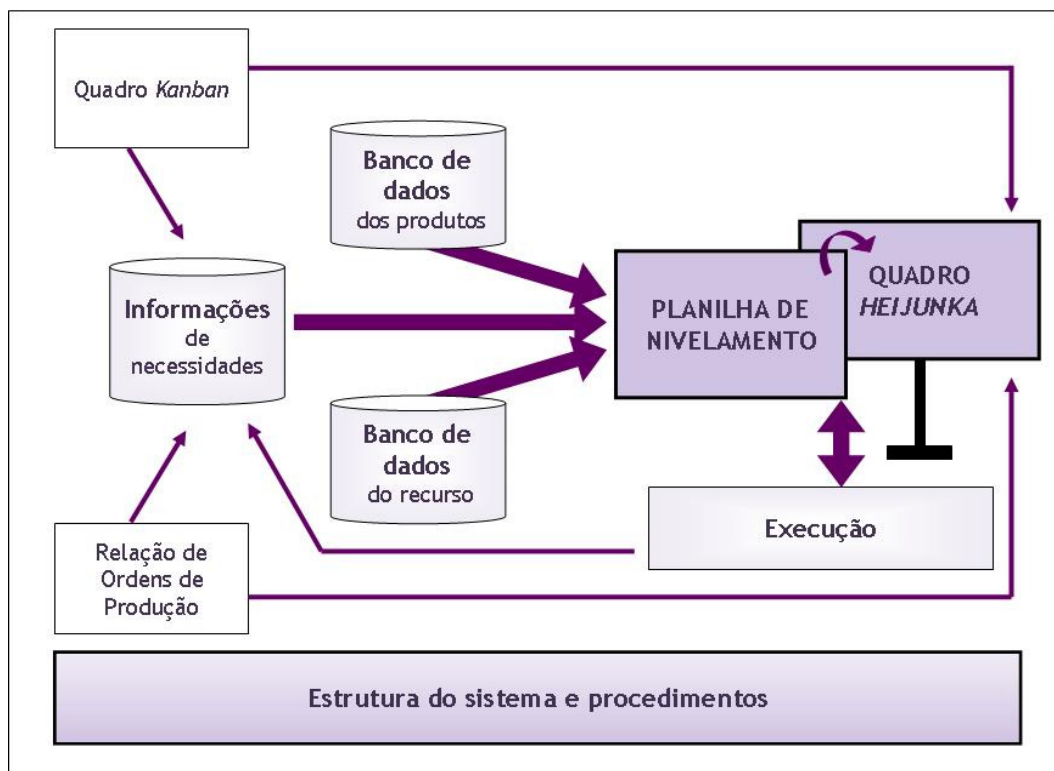 Quadro Kanban
Banco de
dados
dos produtos
Informações
de
necessidades
PLANILHA DE
NIVELAMENTO
QUADRO
HEIJUNKA
Banco de
dados
do recurso
Execução
Relação de
Ordens de
Produção
Estrutura do sistema e procedimentos